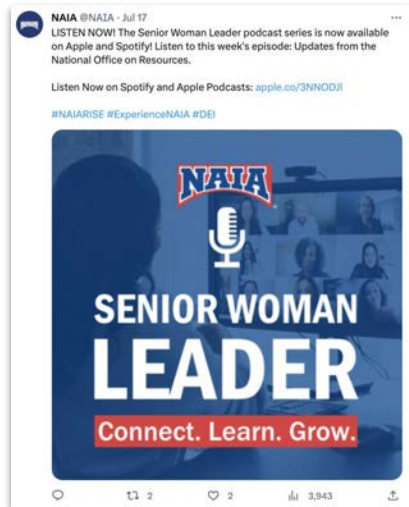 NAIA @NAIA · Jul 17
LISTEN NOW! The Senior Woman Leader podcast series is now available
on Apple and Spotify! Listen to this week's episode: Updates from the
National Office on Resources.
Listen Now on Spotify and Apple Podcasts: apple.co/3NNODJl
#NAIARISE #ExperienceNAIA #DEI
NAIA
SENIOR WOMAN
LEADER
Connect. Learn. Grow.
2 2 3,943